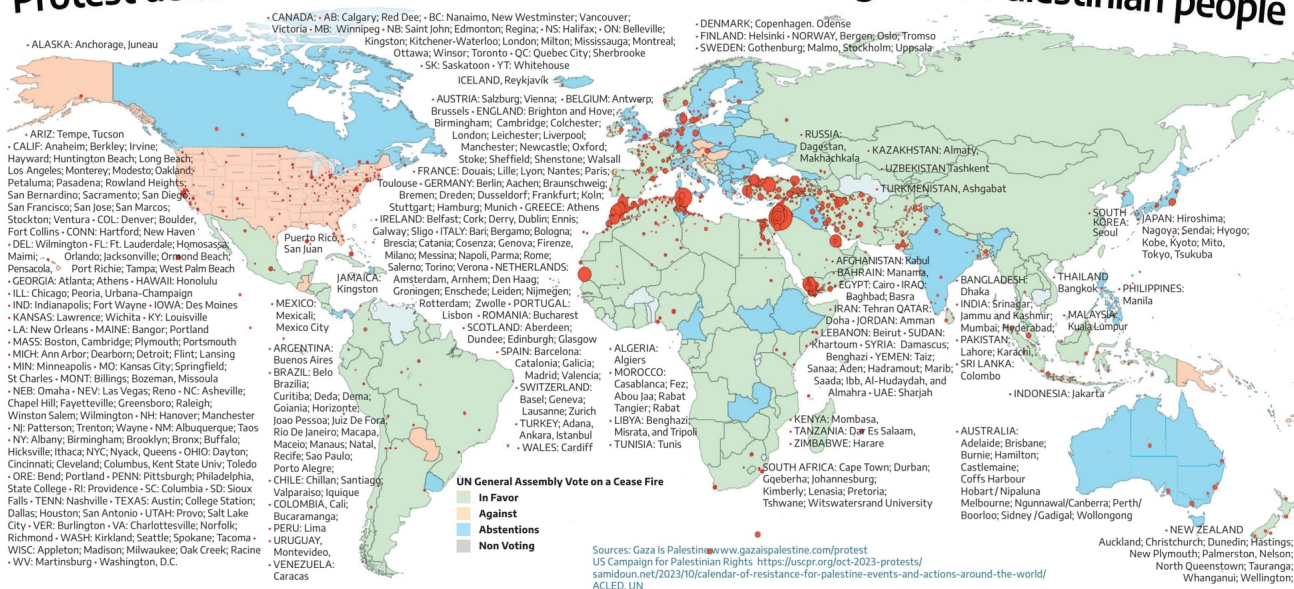 Palestinian people
• ALASKA: Anchorage, Juneau
• CANADA: • AB: Calgary; Red Dee; • BC: Nanaimo, New Westminster; Vancouver;
Victoria • MB: Winnipeg • NB: Saint John; Edmonton; Regina; • NS: Halifax; • ON: Belleville;
Kingston; Kitchener-Waterloo; London; Milton; Mississauga; Montreal;
Ottawa; Winsor; Toronto • QC: Quebec City; Sherbrooke
• SK: Saskatoon • YT: Whitehouse
ICELAND, Reykjavík
• DENMARK; Copenhagen. Odense
• FINLAND: Helsinki • NORWAY, Bergen; Oslo; Tromso
• SWEDEN: Gothenburg; Malmo, Stockholm; Uppsala
• ARIZ: Tempe, Tucson
• CALIF: Anaheim; Berkley; Irvine;
Hayward; Huntington Beach; Long Beach;
Los Angeles; Monterey; Modesto; Oakland;
Petaluma; Pasadena; Rowland Heights;
San Bernardino; Sacramento, San Diego;
San Francisco; San Jose; San Marcos;
Stockton; Ventura • COL: Denver; Boulder,
Fort Collins • CONN: Hartford; New Haven
• DEL: Wilmington • FL: Ft. Lauderdale; Homosassa;
Maimi; Orlando; Jacksonville; Ormond Beach;
Pensacola, Port Richie; Tampa; West Palm Beach
• GEORGIA: Atlanta; Athens • HAWAII: Honolulu
• ILL: Chicago; Peoria, Urbana-Champaign
• IND: Indianapolis; Fort Wayne • IOWA: Des Moines
• KANSAS: Lawrence; Wichita • KY: Louisville
• LA: New Orleans • MAINE: Bangor; Portland
• MASS: Boston, Cambridge; Plymouth; Portsmouth
• MICH: Ann Arbor; Dearborn; Detroit; Flint; Lansing
• MIN: Minneapolis • MO: Kansas City; Springfield;
St Charles • MONT: Billings; Bozeman, Missoula
• NEB: Omaha • NEV: Las Vegas; Reno • NC: Asheville;
Chapel Hill; Fayetteville; Greensboro; Raleigh;
Winston Salem; Wilmington • NH: Hanover; Manchester
• NJ: Patterson; Trenton; Wayne • NM: Albuquerque; Taos
• NY: Albany; Birmingham; Brooklyn; Bronx; Buffalo;
Hicksville; Ithaca; NYC; Nyack, Queens • OHIO: Dayton;
Cincinnati; Cleveland; Columbus, Kent State Univ; Toledo
• ORE: Bend; Portland • PENN: Pittsburgh; Philadelphia,
State College • RI: Providence • SC: Columbia • SD: Sioux
Falls • TENN: Nashville • TEXAS: Austin; College Station;
Dallas; Houston; San Antonio • UTAH: Provo; Salt Lake
City • VER: Burlington • VA: Charlottesville; Norfolk;
Richmond • WASH: Kirkland; Seattle; Spokane; Tacoma •
WISC: Appleton; Madison; Milwaukee; Oak Creek; Racine
• WV: Martinsburg • Washington, D.C.
Puerto Rico,
San Juan
JAMAICA:
Kingston
• MEXICO:
Mexicali;
Mexico City
• ARGENTINA:
Buenos Aires
• BRAZIL: Belo
Brazilia;
Curitiba; Deda; Dema;
Goiania; Horizonte;
Joao Pessoa; Juiz De Fora;
Rio De Janeiro; Macapa,
Maceio; Manaus; Natal,
Recife; Sao Paulo;
Porto Alegre;
• CHILE: Chillan; Santiago;
Valparaiso; Iquique
• COLOMBIA, Cali;
Bucaramanga;
• PERU: Lima
• URUGUAY,
Montevideo,
• VENEZUELA:
Caracas
• AUSTRIA: Salzburg; Vienna; • BELGIUM: Antwerp;
Brussels • ENGLAND: Brighton and Hove;
Birmingham; Cambridge; Colchester;
London; Leichester; Liverpool;
Manchester; Newcastle; Oxford;
Stoke; Sheffield; Shenstone; Walsall
• FRANCE: Douais; Lille; Lyon; Nantes; Paris;
Toulouse • GERMANY: Berlin; Aachen; Braunschweig;
Bremen; Dreden; Dusseldorf; Frankfurt; Koln;
Stuttgart; Hamburg; Munich • GREECE: Athens
• IRELAND: Belfast; Cork; Derry, Dublin; Ennis;
Galway; Sligo • ITALY: Bari; Bergamo; Bologna;
Brescia; Catania; Cosenza; Genova; Firenze,
Milano; Messina; Napoli, Parma; Rome;
Salerno; Torino; Verona • NETHERLANDS:
Amsterdam, Arnhem; Den Haag;
Groningen; Enschede; Leiden; Nijmegen;
Rotterdam; Zwolle • PORTUGAL:
Lisbon • ROMANIA: Bucharest
• SCOTLAND: Aberdeen;
Dundee; Edinburgh; Glasgow
• SPAIN: Barcelona:
Catalonia; Galicia;
Madrid; Valencia;
• SWITZERLAND:
Basel; Geneva;
Lausanne; Zurich
• TURKEY; Adana,
Ankara, Istanbul
• WALES: Cardiff
ALGERIA:
Algiers
MOROCCO:
Casablanca; Fez;
Abou Jaa; Rabat
Tangier; Rabat
• LIBYA: Benghazi;
Misrata, and Tripoli
• TUNISIA: Tunis
• RUSSIA:
Dagestan,
Makhachkala
• KAZAKHSTAN: Almaty,
• UZBEKISTAN Tashkent
• TURKMENISTAN, Ashgabat
• AFGHANISTAN: Kabul
• BAHRAIN: Manama,
• EGYPT: Cairo • IRAQ:
Baghbad; Basra
• IRAN: Tehran QATAR:
Doha • JORDAN: Amman
• LEBANON: Beirut • SUDAN:
Khartoum • SYRIA: Damascus;
Benghazi • YEMEN: Taiz;
Sanaa; Aden; Hadramout; Marib;
Saada; Ibb, Al-Hudaydah, and
Almahra • UAE: Sharjah
• KENYA: Mombasa,
• TANZANIA: Dar Es Salaam,
• ZIMBABWE: Harare
• SOUTH AFRICA: Cape Town; Durban;
Gqeberha; Johannesburg;
Kimberly; Lenasia; Pretoria;
Tshwane; Witswatersrand University
• BANGLADESH:
Dhaka
• INDIA: Srinagar,
Jammu and Kashmir;
Mumbai; Hyderabad;
• PAKISTAN,
Lahore; Karachi,
• SRI LANKA:
Colombo
• SOUTH
KOREA:
Seoul
• JAPAN: Hiroshima;
Nagoya; Sendai; Hyogo;
Kobe, Kyoto; Mito,
Tokyo, Tsukuba
• THAILAND
Bangkok
• PHILIPPINES:
Manila
• MALAYSIA:
Kuala Lumpur
• INDONESIA: Jakarta
• AUSTRALIA:
Adelaide; Brisbane;
Burnie; Hamilton;
Castlemaine;
Coffs Harbour
Hobart / Nipaluna
Melbourne; Ngunnawal/Canberra; Perth/
Boorloo; Sidney /Gadigal; Wollongong
• NEW ZEALAND
Auckland; Christchurch; Dunedin; Hastings;
New Plymouth; Palmerston, Nelson;
North Queenstown; Tauranga;
Whanganui; Wellington;
UN General Assembly Vote on a Cease Fire
In Favor
Against
Abstentions
Non Voting
Sources: Gaza Is Palestine www.gazaispalestine.com/protest
US Campaign for Palestinian Rights https://uscpr.org/oct-2023-protests/
samidoun.net/2023/10/calendar-of-resistance-for-palestine-events-and-actions-around-the-world/
ACLED, UN